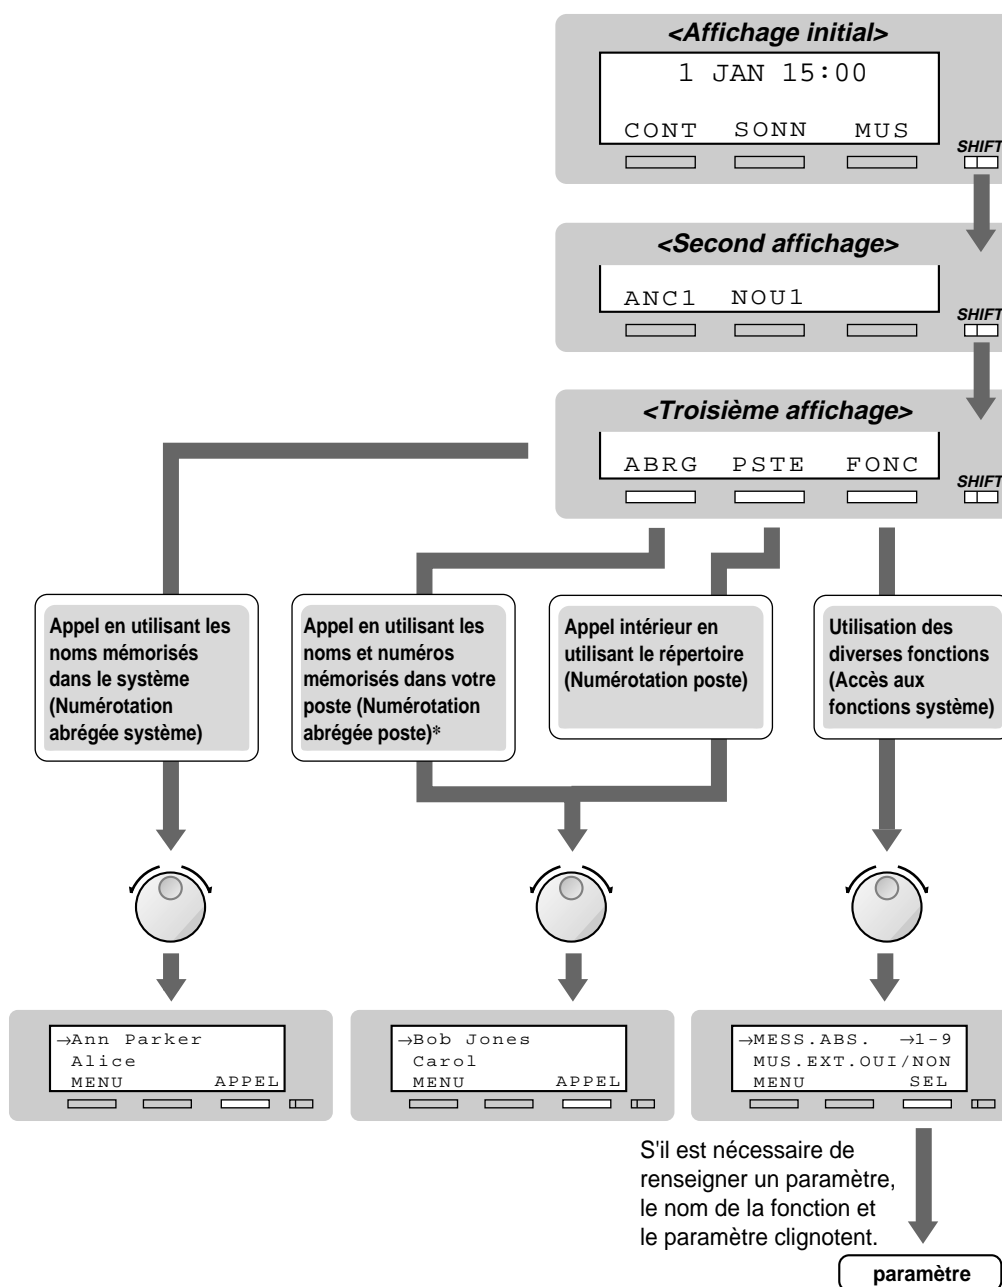 <Affichage initial>
1 JAN 15:00
CONT SONN MUS
SHIFT
<Second affichage>
ANC1 NOU1
SHIFT
<Troisième affichage>
ABRG PSTE FONC
SHIFT
Appel en utilisant les
noms mémorisés
dans le système
(Numérotation
abrégée système)
Appel en utilisant les
noms et numéros
mémorisés dans votre
poste (Numérotation
abrégée poste)*
Appel intérieur en
utilisant le répertoire
(Numérotation poste)
Utilisation des
diverses fonctions
(Accès aux
fonctions système)
→Ann Parker
Alice
MENU APPEL
→Bob Jones
Carol
MENU APPEL
→MESS.ABS. →1-9
MUS.EXT.OUI/NON
MENU SEL
S'il est nécessaire de
renseigner un paramètre,
le nom de la fonction et
le paramètre clignotent.
paramètre